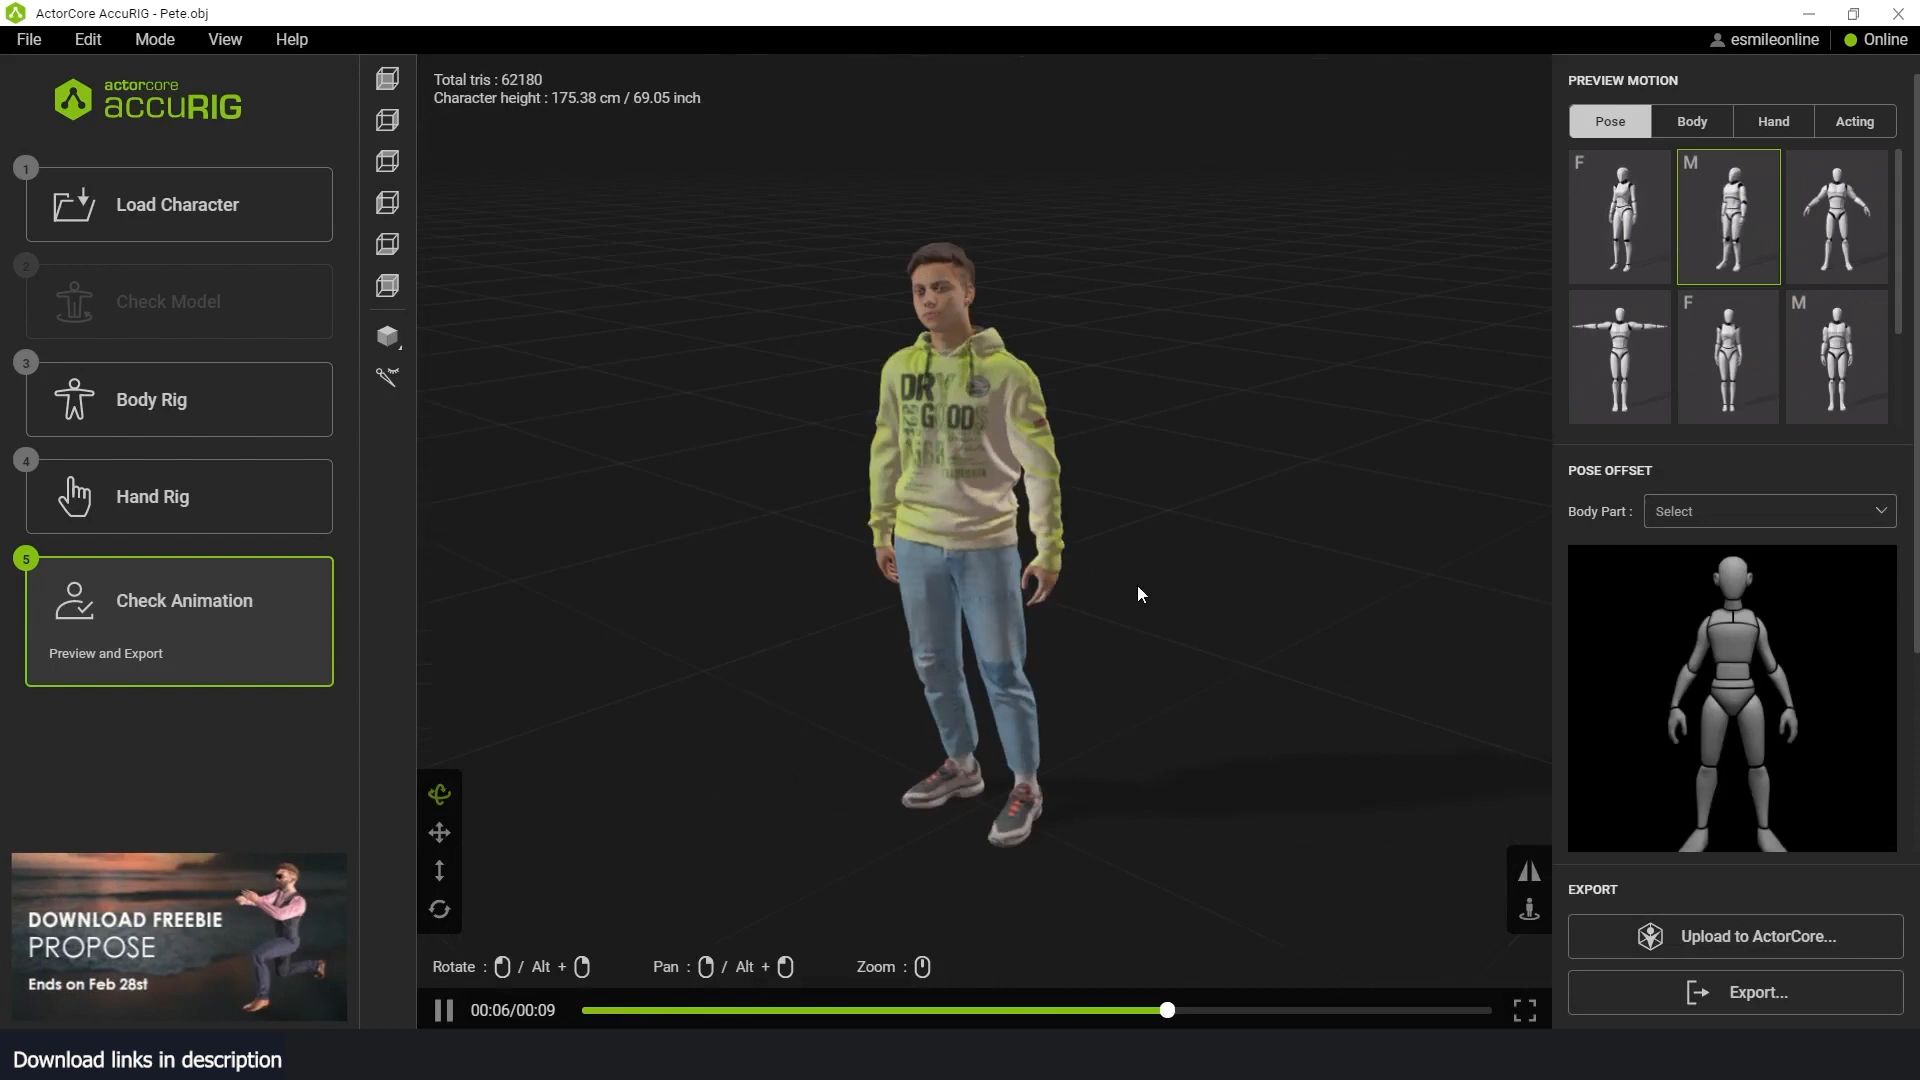 ActorCore AccuRIG - Pete.obj
File Edit Mode View Help
esmileonline
Online
actorcore
accuRIG
1
Load Character
2
Check Model
3
Body Rig
4
Hand Rig
5
Check Animation
Preview and Export
DOWNLOAD FREEBIE
PROPOSE
Ends on Feb 28st
Total tris : 62180
Character height : 175.38 cm / 69.05 inch
DRY
GOODS
Rotate : / Alt + Pan : / Alt + Zoom :
00:06/00:09
PREVIEW MOTION
Pose Body Hand Acting
F M
F M
POSE OFFSET
Body Part : Select
EXPORT
Upload to ActorCore...
Export...
Download links in description